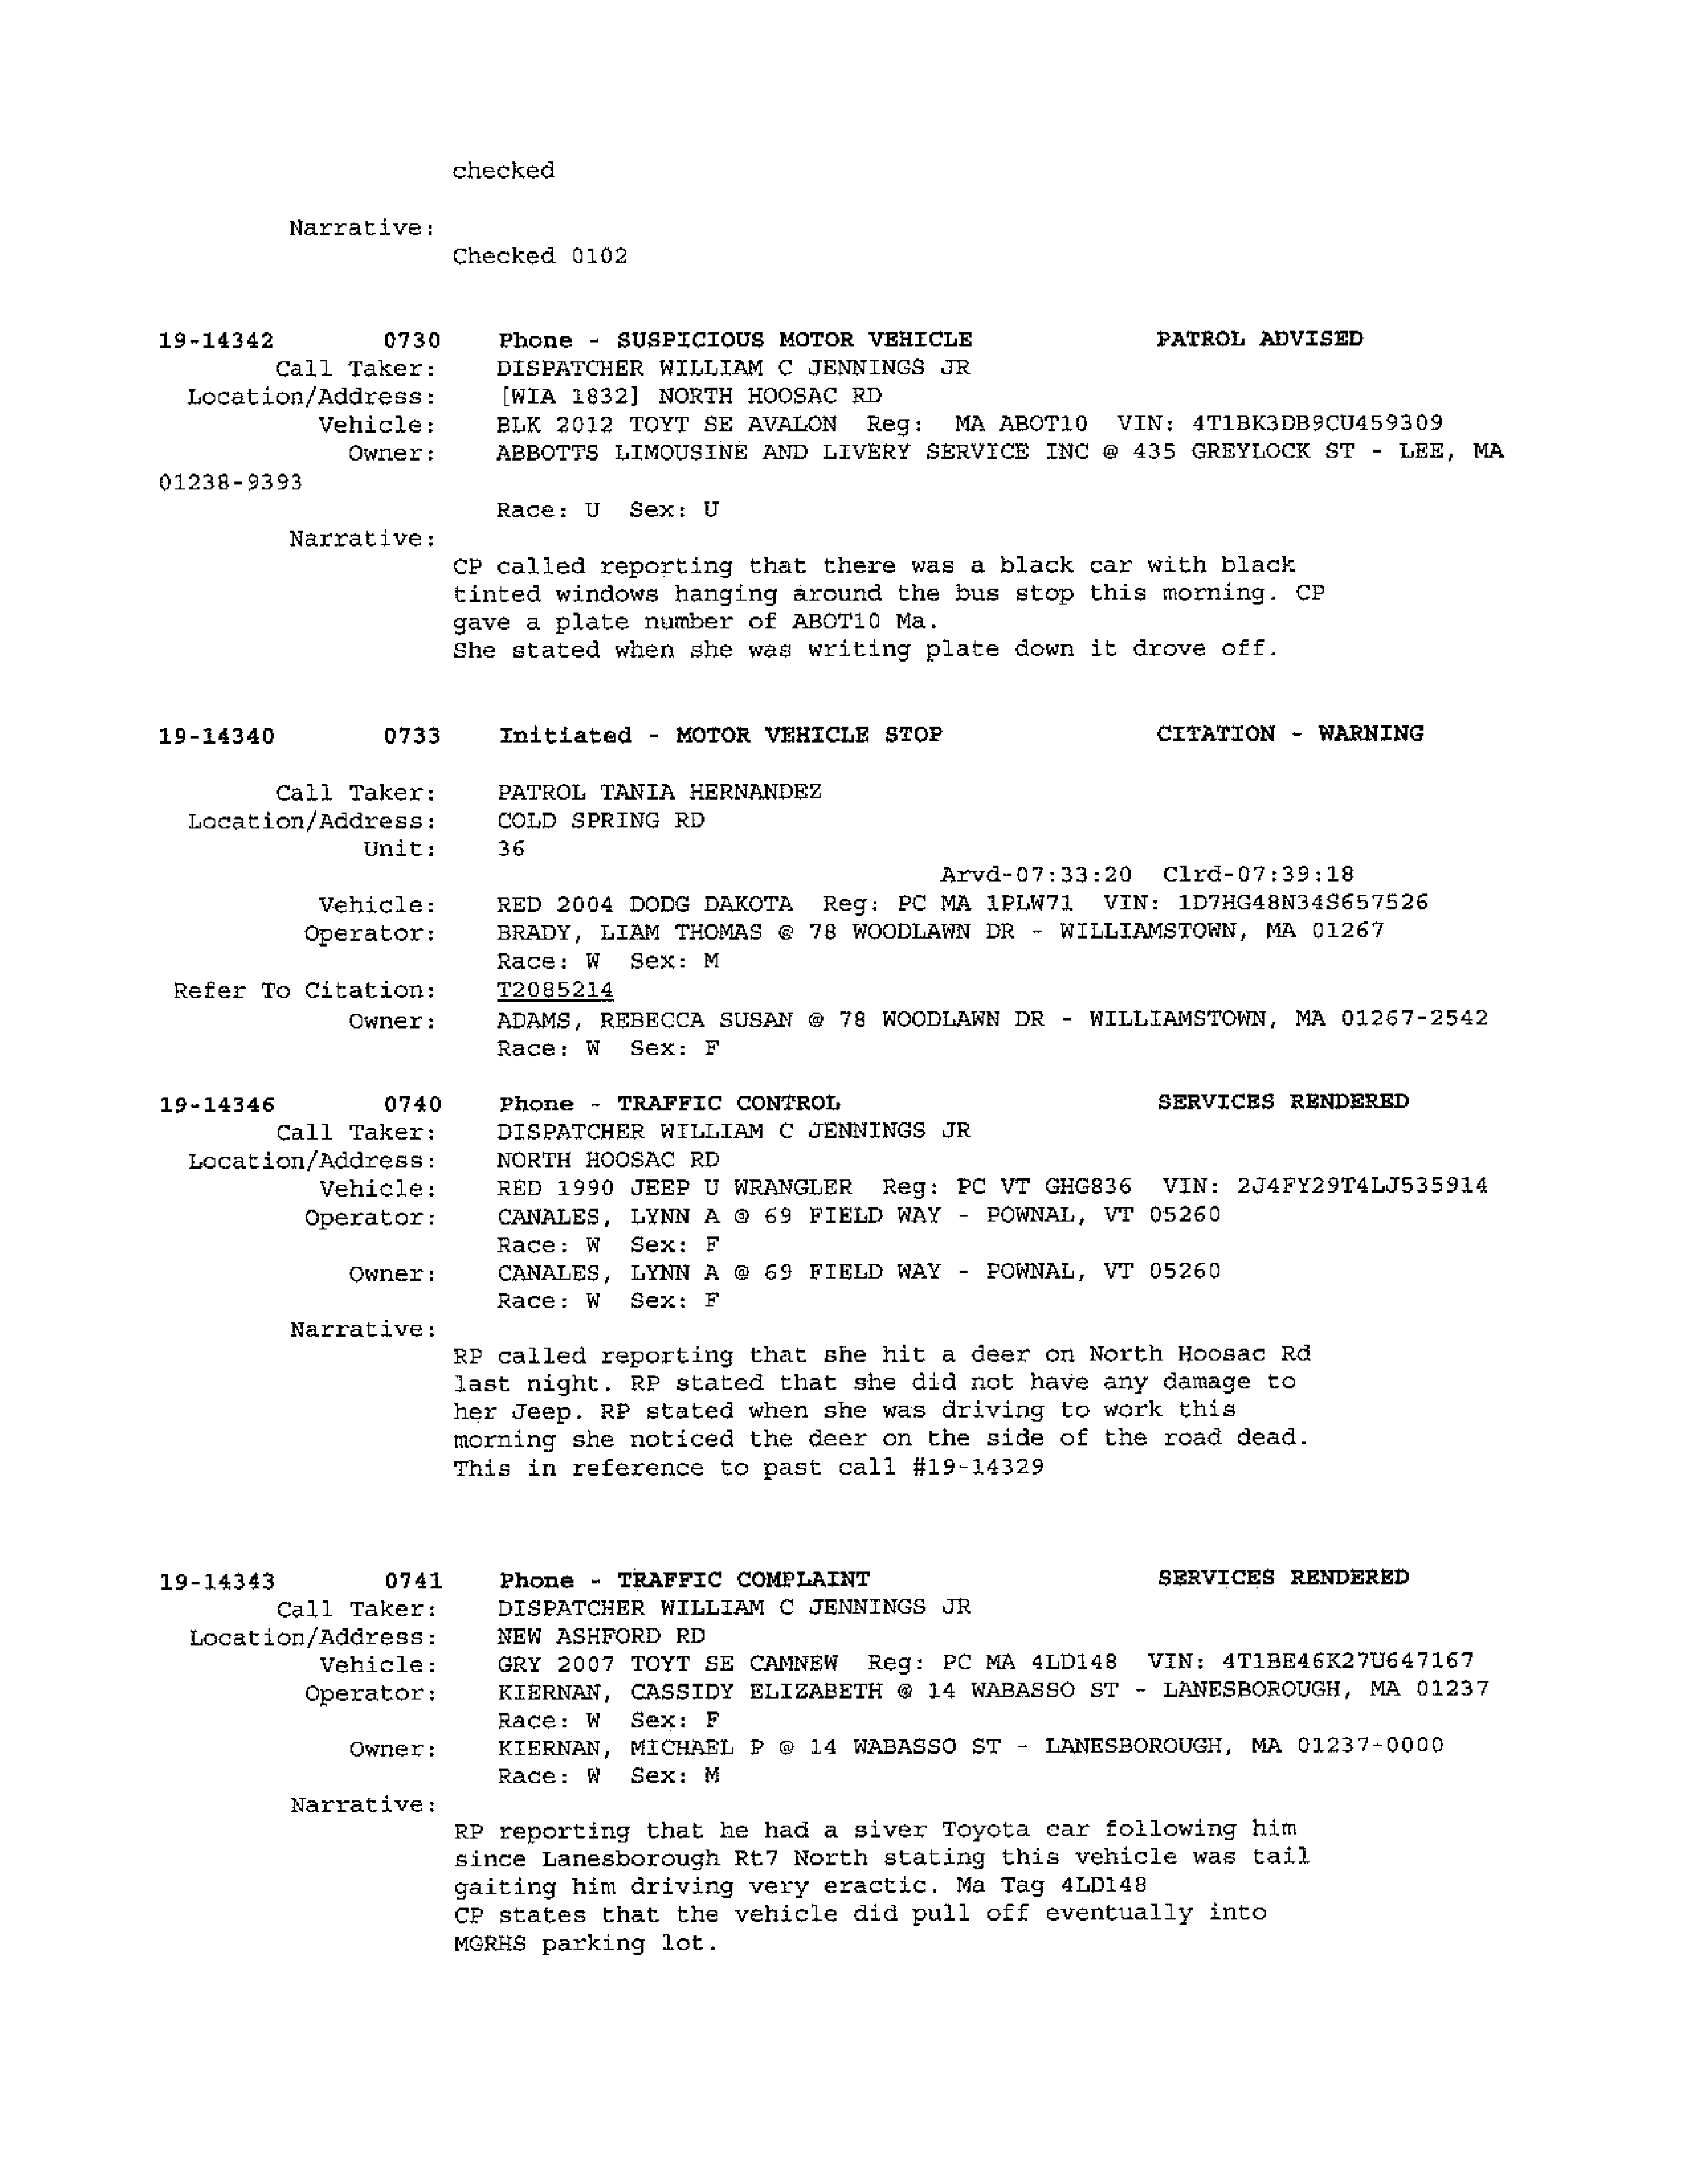 checked
Narrative:
Checked 0102
19-14342 0730 Phone - SUSPICIOUS MOTOR VEHICLE PATROL ADVISED
Call Taker: DISPATCHER WILLIAM C JENNINGS JR
Location/Address: [WIA 1832] NORTH HOOSAC RD
Vehicle: BLK 2012 TOYT SE AVALON Reg: MA ABOT10 VIN: 4T1BK3DB9CU459309
Owner: ABBOTTS LIMOUSINE AND LIVERY SERVICE INC @ 435 GREYLOCK ST - LEE, MA
01238-9393
Race: U Sex: U
Narrative:
CP called reporting that there was a black car with black
tinted windows hanging around the bus stop this morning. CP
gave a plate number of ABOT10 Ma.
She stated when she was writing plate down it drove off.
19-14340 0733 Initiated - MOTOR VEHICLE STOP CITATION - WARNING
Call Taker: PATROL TANIA HERNANDEZ
Location/Address: COLD SPRING RD
Unit: 36
Arvd-07:33:20 Clrd-07:39:18
Vehicle: RED 2004 DODG DAKOTA Reg: PC MA 1PLW71 VIN: 1D7HG48N34S657526
Operator: BRADY, LIAM THOMAS @ 78 WOODLAWN DR - WILLIAMSTOWN, MA 01267
Race: W Sex: M
Refer To Citation: T2085214
Owner: ADAMS, REBECCA SUSAN @ 78 WOODLAWN DR - WILLIAMSTOWN, MA 01267-2542
Race: W Sex: F
19-14346 0740 Phone - TRAFFIC CONTROL SERVICES RENDERED
Call Taker: DISPATCHER WILLIAM C JENNINGS JR
Location/Address: NORTH HOOSAC RD
Vehicle: RED 1990 JEEP U WRANGLER Reg: PC VT GHG836 VIN: 2J4FY29T4LJ535914
Operator: CANALES, LYNN A @ 69 FIELD WAY - POWNAL, VT 05260
Race: W Sex: F
Owner: CANALES, LYNN A @ 69 FIELD WAY - POWNAL, VT 05260
Race: W Sex: F
Narrative:
RP called reporting that she hit a deer on North Hoosac Rd
last night. RP stated that she did not have any damage to
her Jeep. RP stated when she was driving to work this
morning she noticed the deer on the side of the road dead.
This in reference to past call #19-14329
19-14343 0741 Phone - TRAFFIC COMPLAINT SERVICES RENDERED
Call Taker: DISPATCHER WILLIAM C JENNINGS JR
Location/Address: NEW ASHFORD RD
Vehicle: GRY 2007 TOYT SE CAMNEW Reg: PC MA 4LD148 VIN: 4T1BE46K27U647167
Operator: KIERNAN, CASSIDY ELIZABETH @ 14 WABASSO ST - LANESBOROUGH, MA 01237
Race: W Sex: F
Owner: KIERNAN, MICHAEL P @ 14 WABASSO ST - LANESBOROUGH, MA 01237-0000
Race: W Sex: M
Narrative:
RP reporting that he had a siver Toyota car following him
since Lanesborough Rt7 North stating this vehicle was tail
gaiting him driving very eractic. Ma Tag 4LD148
CP states that the vehicle did pull off eventually into
MGRHS parking lot.